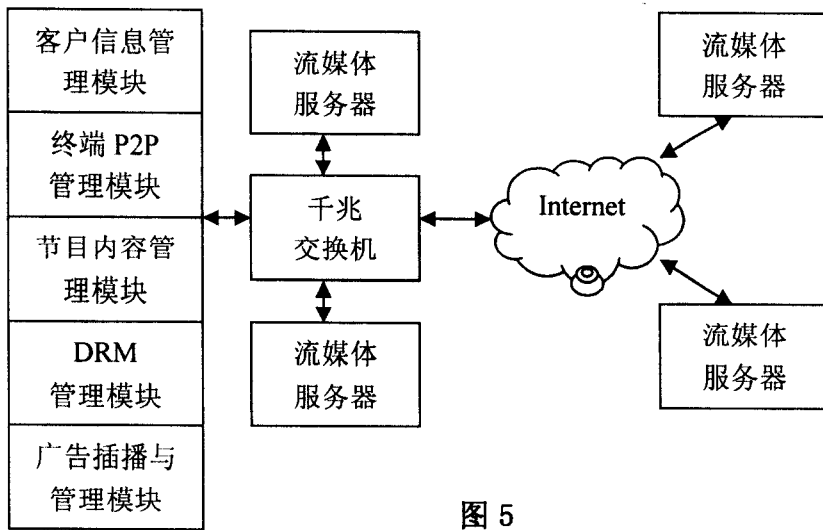 客户信息管
理模块
终端 P2P
管理模块
节目内容管
理模块
DRM
管理模块
广告插播与
管理模块
流媒体
服务器
千兆
交换机
流媒体
服务器
Internet
流媒体
服务器
流媒体
服务器
图 5